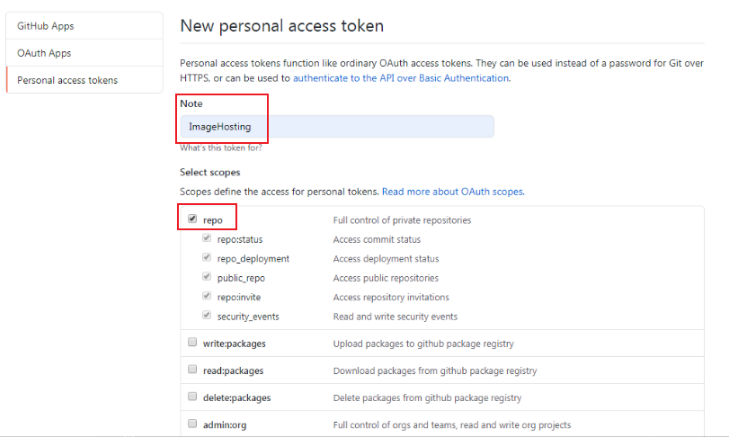 GitHub Apps
OAuth Apps
Personal access tokens
New personal access token
Personal access tokens function like ordinary OAuth access tokens. They can be used instead of a password for Git over
HTTPS, or can be used to authenticate to the API over Basic Authentication.
Note
ImageHosting
What's this token for?
Select scopes
Scopes define the access for personal tokens. Read more about OAuth scopes.
repo Full control of private repositories
repo:status Access commit status
repo_deployment Access deployment status
public_repo Access public repositories
repo:invite Access repository invitations
security_events Read and write security events
write:packages Upload packages to github package registry
read:packages Download packages from github package registry
delete:packages Delete packages from github package registry
admin:org Full control of orgs and teams, read and write org projects